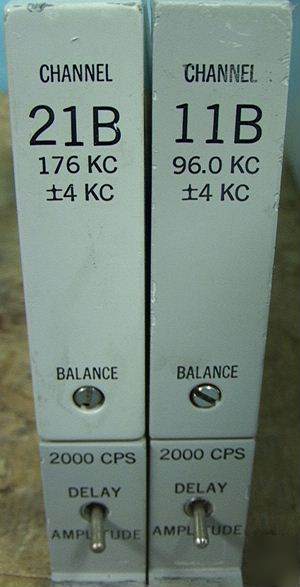 CHANNEL
21B
176 KC
±4 KC
BALANCE
2000 CPS
DELAY
AMPLITUDE
CHANNEL
11B
96.0 KC
±4 KC
BALANCE
2000 CPS
DELAY
AMPLITUDE